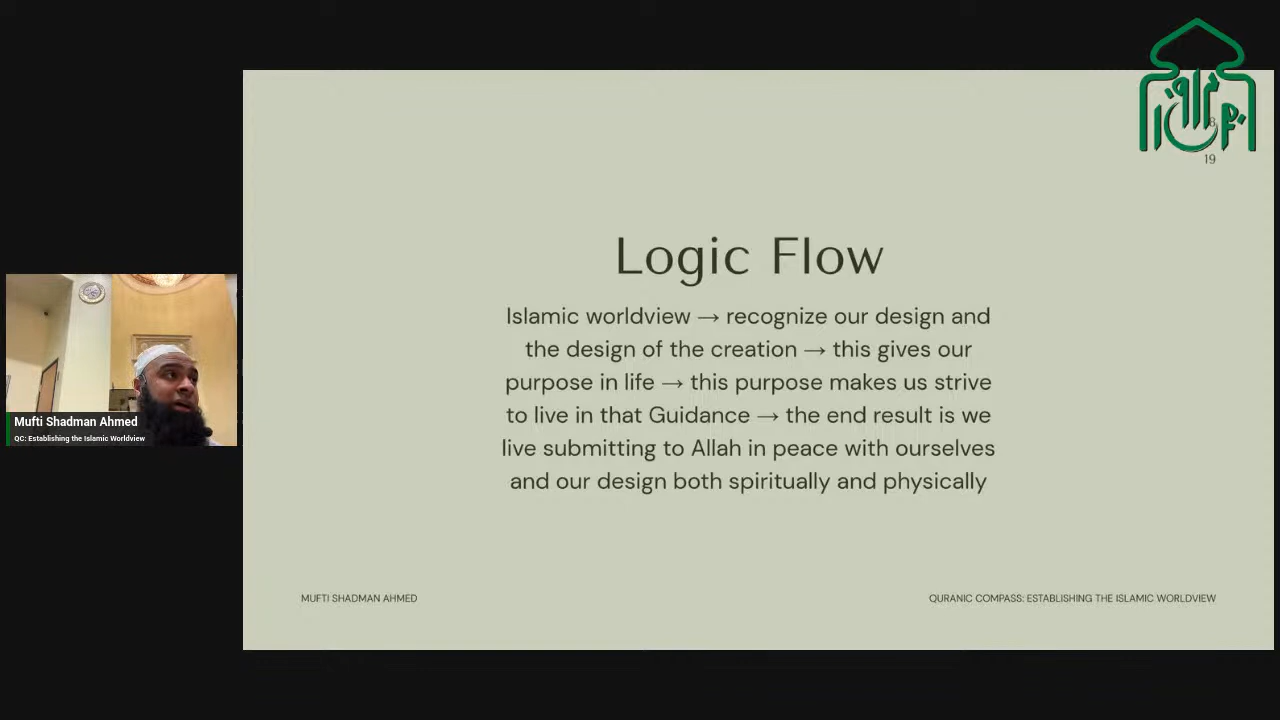 19
Logic Flow
Islamic worldview → recognize our design and
the design of the creation → this gives our
purpose in life → this purpose makes us strive
to live in that Guidance → the end result is we
live submitting to Allah in peace with ourselves
and our design both spiritually and physically
Mufti Shadman Ahmed
QC: Establishing the Islamic Worldview
MUFTI SHADMAN AHMED
QURANIC COMPASS: ESTABLISHING THE ISLAMIC WORLDVIEW